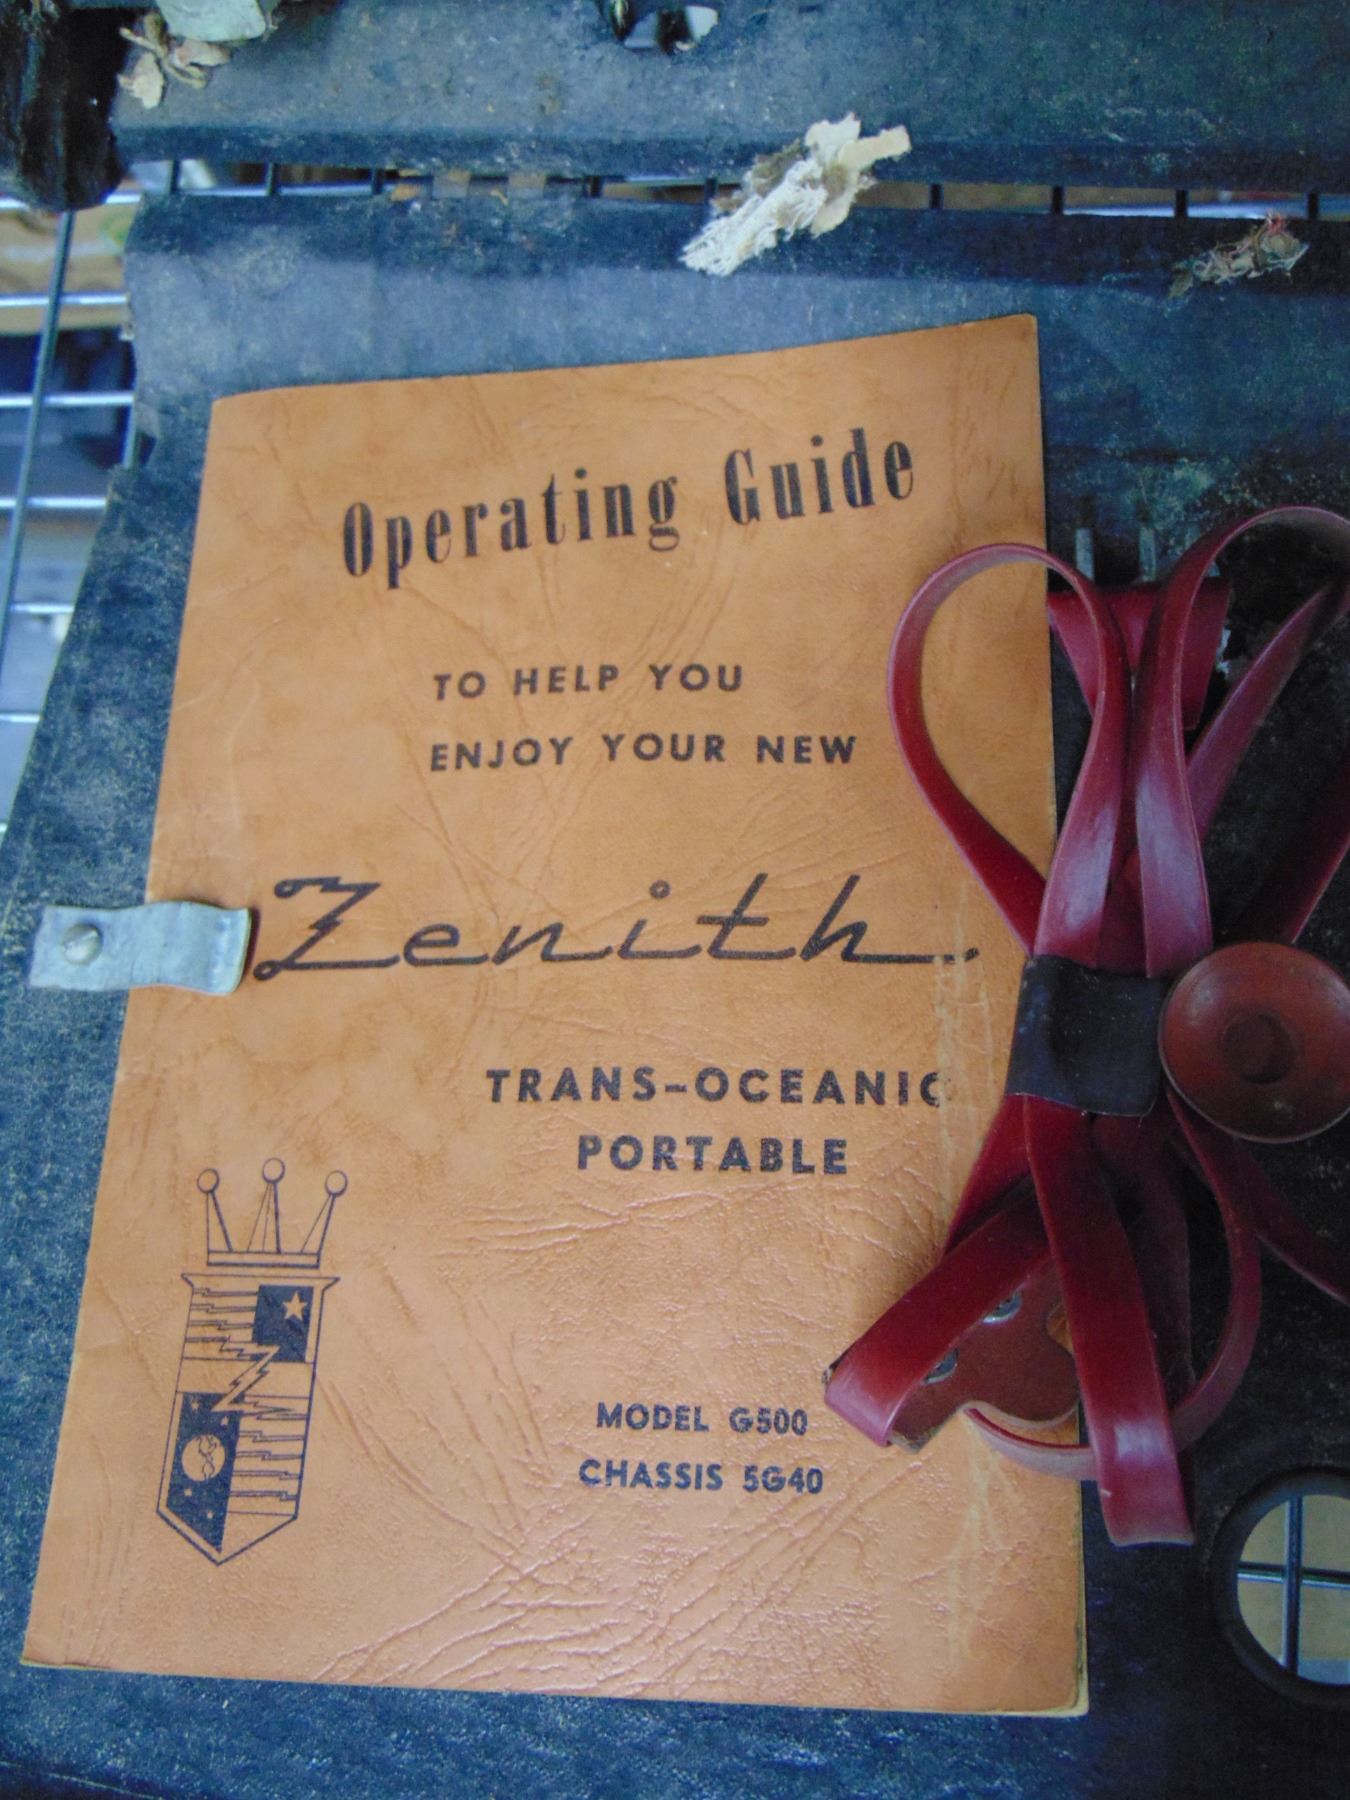 Operating Guide
TO HELP YOU
ENJOY YOUR NEW
Zenith
TRANS-OCEANIC
PORTABLE
MODEL G500
CHASSIS 5G40